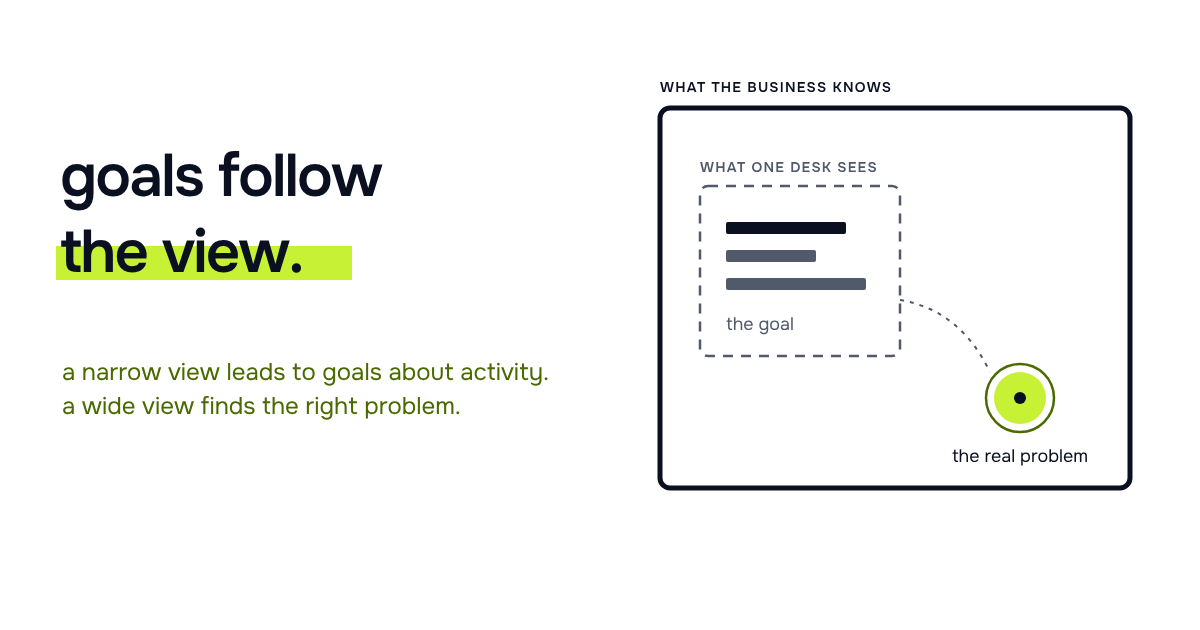 goals follow
the view.
a narrow view leads to goals about activity.
a wide view finds the right problem.
WHAT THE BUSINESS KNOWS
WHAT ONE DESK SEES
the goal
the real problem